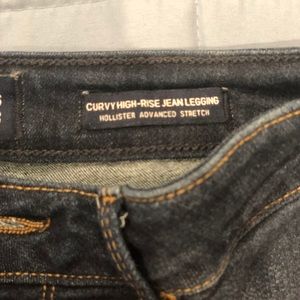 CURVY HIGH-RISE JEAN LEGGING
HOLLISTER ADVANCED STRETCH